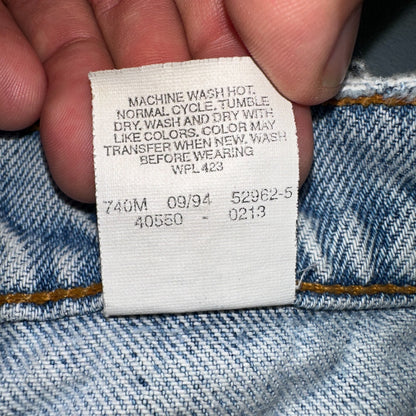 MACHINE WASH HOT,
NORMAL CYCLE, TUMBLE
DRY. WASH AND DRY WITH
LIKE COLORS. COLOR MAY
TRANSFER WHEN NEW. WASH
BEFORE WEARING
WPL 423
740M 09/94 52962-5
40550 - 0213